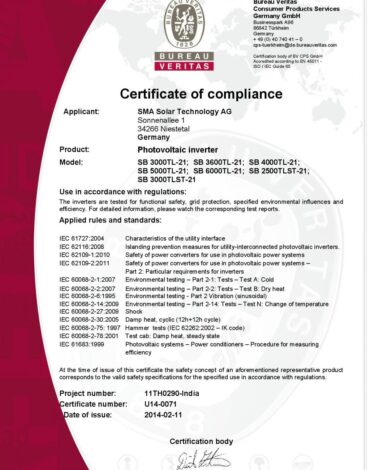 Bureau Veritas
Consumer Products Services
Germany GmbH
Businesspark A96
86842 Türkheim
Germany
+ 49 (0) 40 740 41 – 0
cps-tuerkheim@de.bureauveritas.com
Certification body of BV CPS GmbH
Accredited according to EN 45011 -
ISO / IEC Guide 65
1828
BUREAU
VERITAS
Certificate of compliance
Applicant: SMA Solar Technology AG
Sonnenallee 1
34266 Niestetal
Germany
Product: Photovoltaic inverter
Model: SB 3000TL-21; SB 3600TL-21; SB 4000TL-21;
SB 5000TL-21; SB 6000TL-21; SB 2500TLST-21;
SB 3000TLST-21
Use in accordance with regulations:
The inverters are tested for functional safety, grid protection, specified environmental influences and
efficiency. For detailed information, please watch the corresponding test reports.
Applied rules and standards:
IEC 61727:2004 Characteristics of the utility interface
IEC 62116:2008 Islanding prevention measures for utility-interconnected photovoltaic inverters.
IEC 62109-1:2010 Safety of power converters for use in photovoltaic power systems
IEC 62109-2:2011 Safety of power converters for use in photovoltaic power systems –
Part 2: Particular requirements for inverters
IEC 60068-2-1:2007 Environmental testing – Part 2-1: Tests – Test A: Cold
IEC 60068-2-2:2007 Environmental testing – Part 2-2: Tests – Test B: Dry heat
IEC 60068-2-6:1995 Environmental testing – Part 2 Vibration (sinusoidal)
IEC 60068-2-14:2009 Environmental testing – Part 2-14: Tests – Test N: Change of temperature
IEC 60068-2-27:2009 Shock
IEC 60068-2-30:2005 Damp heat, cyclic (12h+12h cycle)
IEC 60068-2-75; 1997 Hammer tests (IEC 62262:2002 – IK code)
IEC 60068-2-78:2001 Test cab: Damp heat, steady state
IEC 61683:1999 Photovoltaic systems – Power conditioners – Procedure for measuring
efficiency
At the time of issue of this certificate the safety concept of an aforementioned representative product
corresponds to the valid safety specifications for the specified use in accordance with regulations.
Project number: 11TH0290-India
Certificate number: U14-0071
Date of issue: 2014-02-11
Certification body